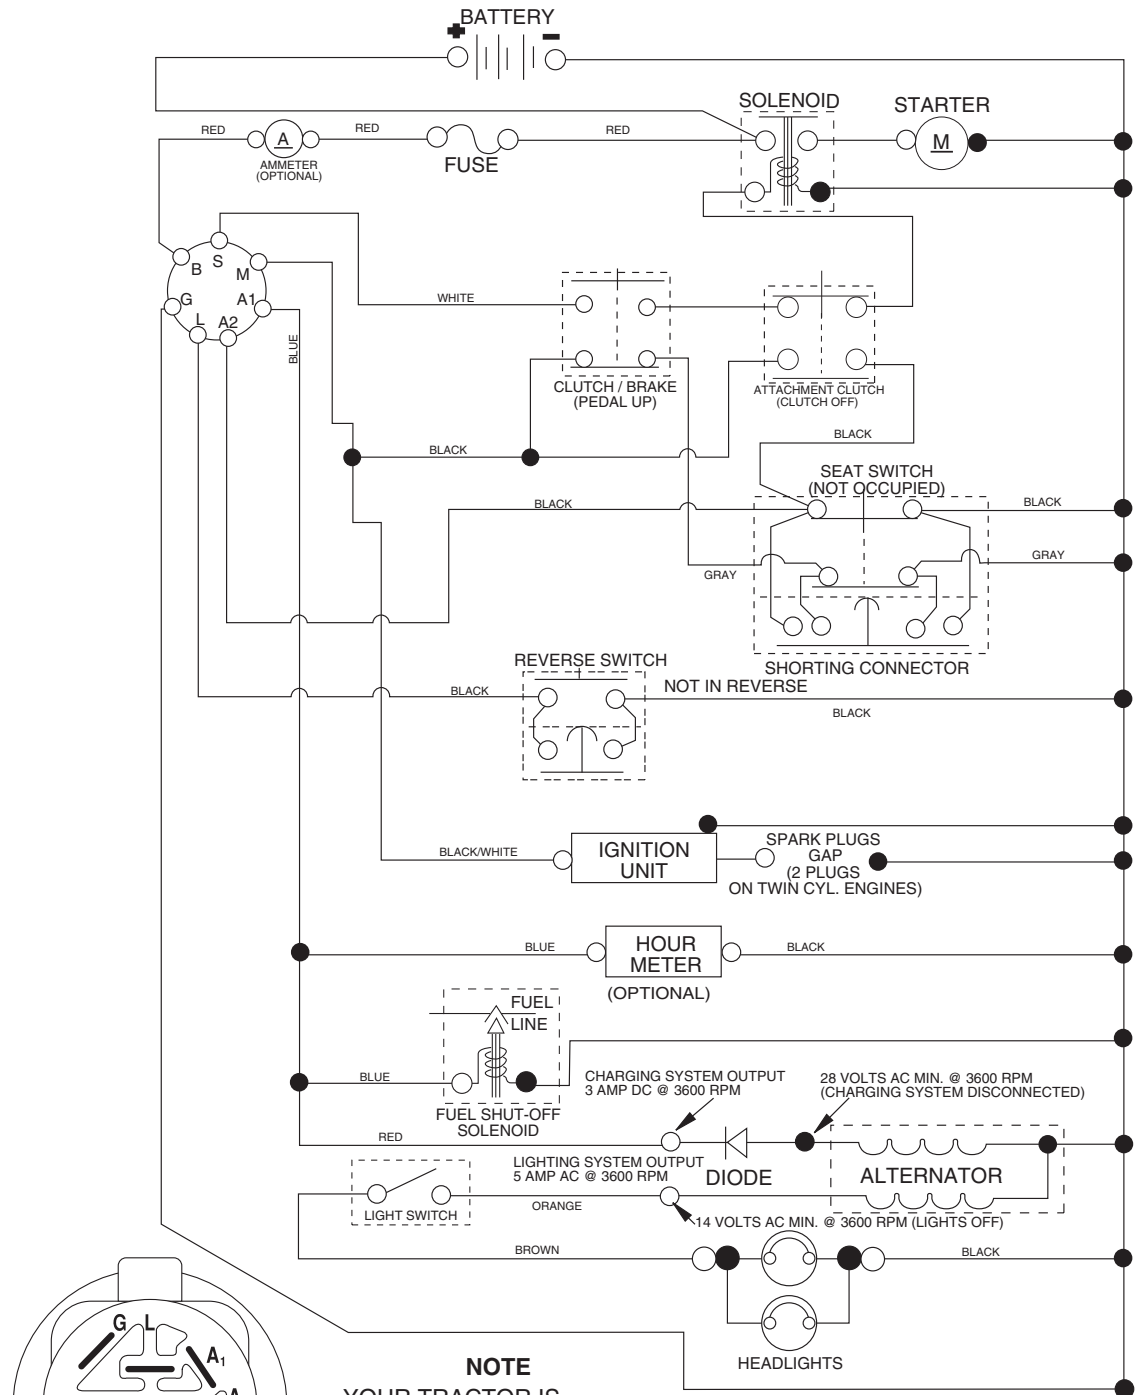 BATTERY
SOLENOID
STARTER
RED
A
RED
RED
M
AMMETER
(OPTIONAL)
FUSE
S
B
M
G
A1
L
A2
BLUE
WHITE
CLUTCH / BRAKE
(PEDAL UP)
ATTACHMENT CLUTCH
(CLUTCH OFF)
BLACK
BLACK
SEAT SWITCH
(NOT OCCUPIED)
BLACK
BLACK
GRAY
GRAY
REVERSE SWITCH
SHORTING CONNECTOR
BLACK
NOT IN REVERSE
BLACK
BLACK/WHITE
IGNITION
UNIT
SPARK PLUGS
GAP
(2 PLUGS
ON TWIN CYL. ENGINES)
BLUE
HOUR
METER
BLACK
(OPTIONAL)
FUEL
LINE
BLUE
FUEL SHUT-OFF
SOLENOID
CHARGING SYSTEM OUTPUT
3 AMP DC @ 3600 RPM
28 VOLTS AC MIN. @ 3600 RPM
(CHARGING SYSTEM DISCONNECTED)
RED
LIGHTING SYSTEM OUTPUT
5 AMP AC @ 3600 RPM
DIODE
ALTERNATOR
LIGHT SWITCH
ORANGE
14 VOLTS AC MIN. @ 3600 RPM (LIGHTS OFF)
BROWN
BLACK
HEADLIGHTS
G
L
A1
NOTE
YOUR TRACTOR IS